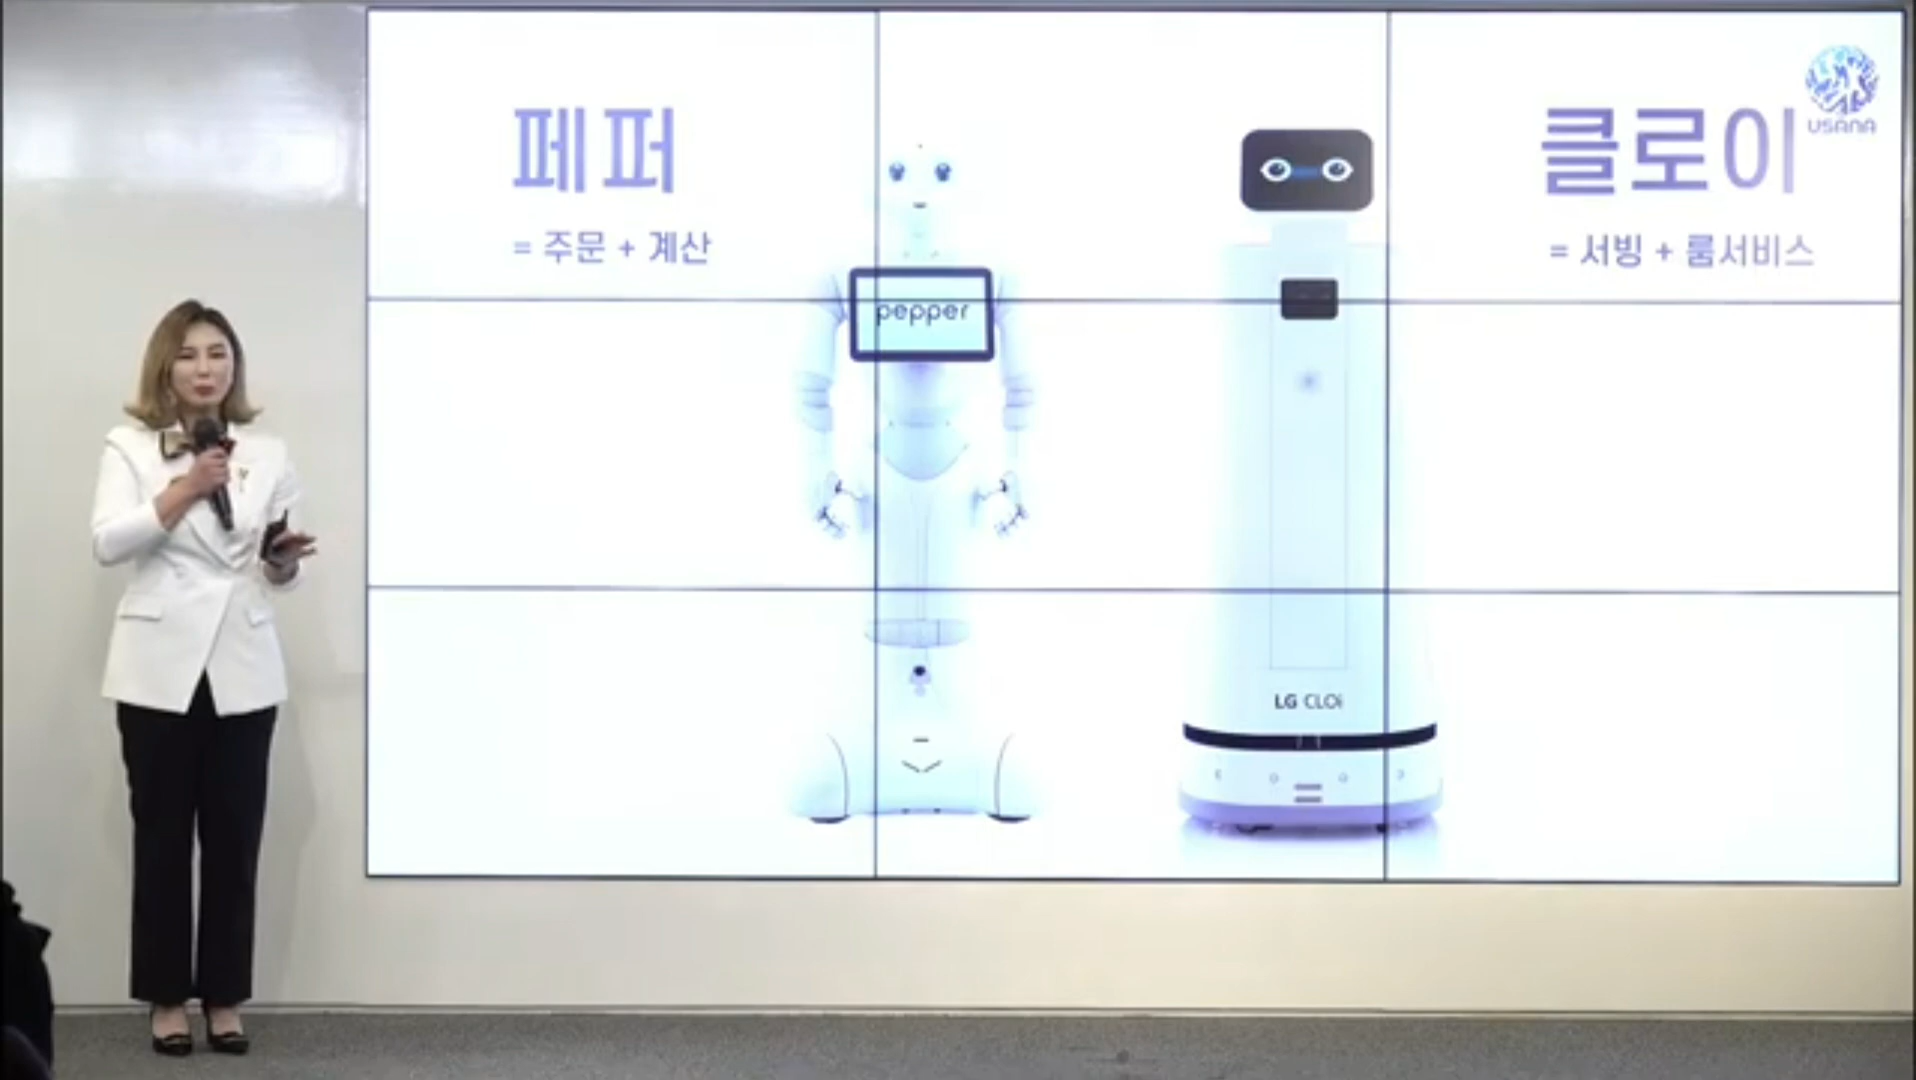 페퍼
= 주문 + 계산
pepper
LG CLOi
클로이
= 서빙 + 룸서비스
USANA